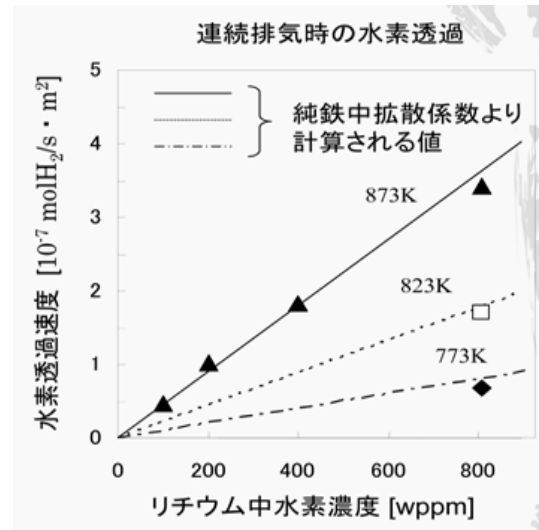 連続排気時の水素透過
5
純鉄中拡散係数より
計算される値
4
873K
3
823K
2
773K
1
0
0 200 400 600 800
水素透過速度 [10⁻⁷ molH₂/s・m²]
リチウム中水素濃度 [wppm]